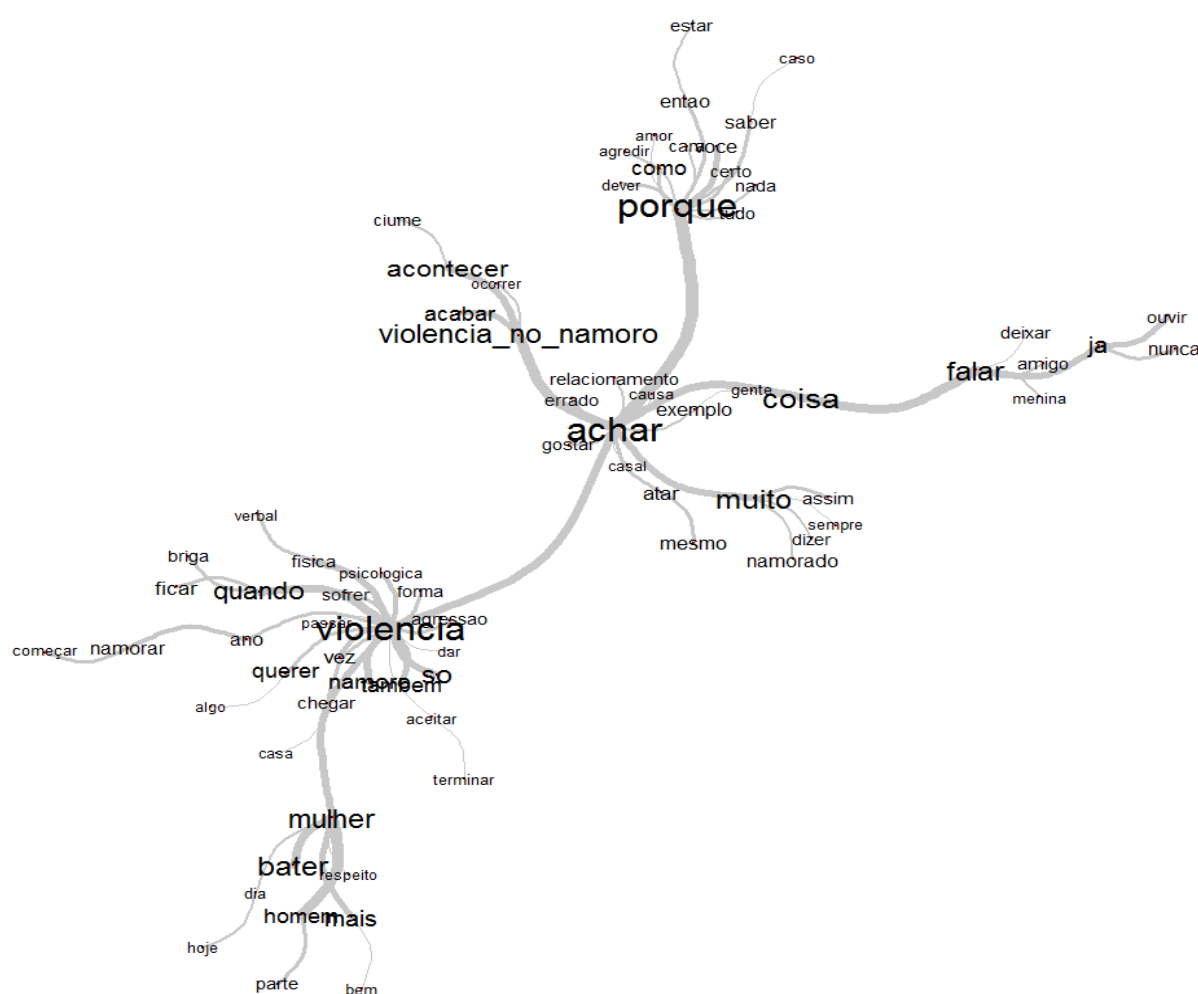 estar
caso
entao
saber
amor
cara
voce
agredir
como
certo
dever
nada
porque
tudo
ciume
acontecer
ocorrer
acabar
violencia_no_namoro
ouvir
deixar
ja
nunca
amigo
falar
menina
relacionamento
causa
gente
errado
exemplo
coisa
achar
gostar
casal
atar
muito
assim
sempre
mesmo
dizer
namorado
verbal
briga
fisica
psicologica
ficar
quando
sofrer
forma
passar
agressao
violencia
começar
namorar
ano
vez
dar
querer
namoro
tambem
so
algo
chegar
aceitar
casa
terminar
mulher
bater
respeito
dia
homem
mais
hoje
parte
bem